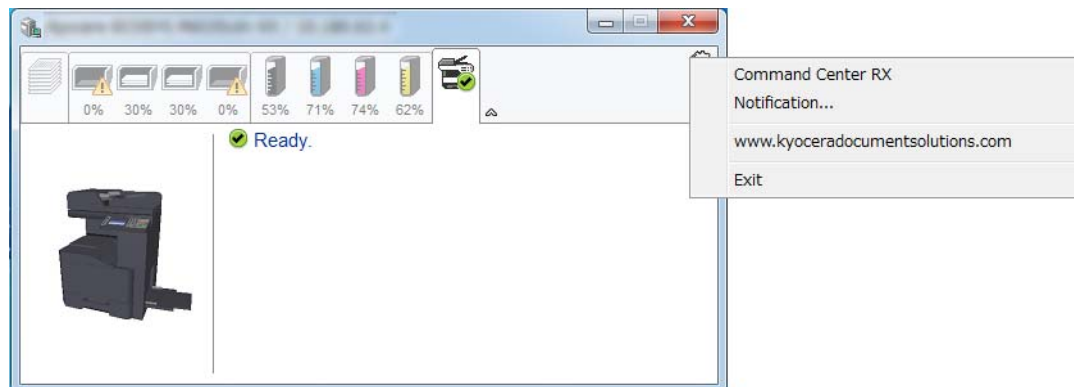 0% 30% 30% 0% 53% 71% 74% 62%
Ready.
Command Center RX
Notification...
www.kyoceradocumentsolutions.com
Exit